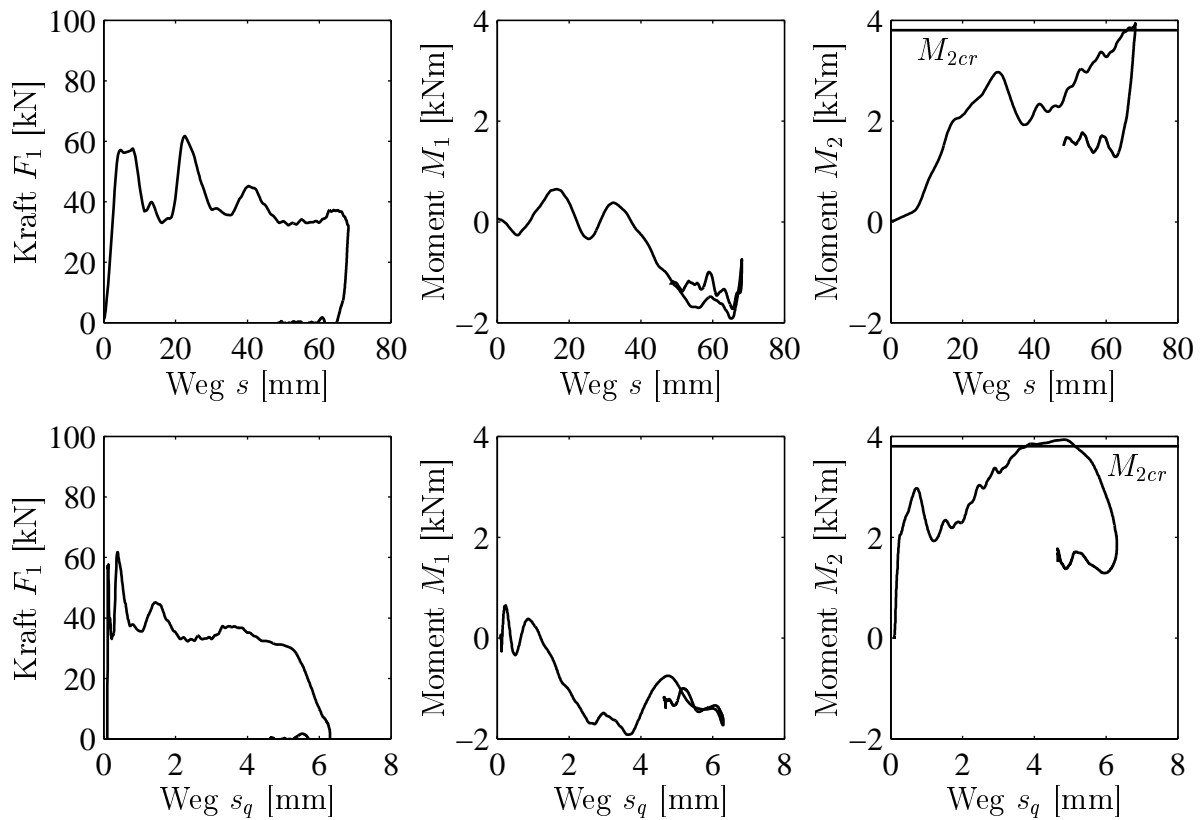 Kraft F₁ [kN]
100
80
60
40
20
0
0 20 40 60 80
Weg s [mm]
Moment M₁ [kNm]
4
2
0
−2
0 20 40 60 80
Weg s [mm]
Moment M₂ [kNm]
4
2
0
−2
M₂cr
0 20 40 60 80
Weg s [mm]
Kraft F₁ [kN]
100
80
60
40
20
0
0 2 4 6 8
Weg s_q [mm]
Moment M₁ [kNm]
4
2
0
−2
0 2 4 6 8
Weg s_q [mm]
Moment M₂ [kNm]
4
2
0
−2
M₂cr
0 2 4 6 8
Weg s_q [mm]